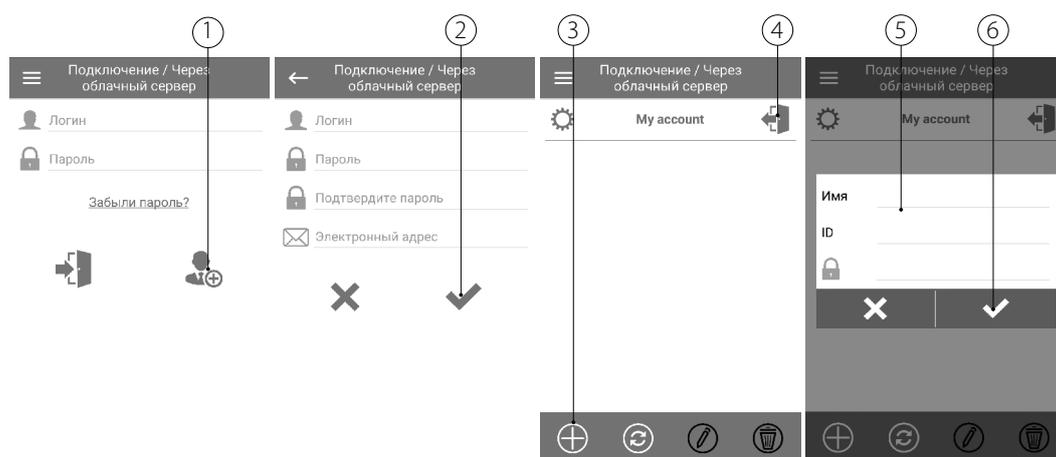 1
2
3
4
5
6
Подключение / Через
облачный сервер
Логин
Пароль
Забыли пароль?
Подключение / Через
облачный сервер
Логин
Пароль
Подтвердите пароль
Электронный адрес
Подключение / Через
облачный сервер
My account
Подключение / Через
облачный сервер
My account
Имя
ID